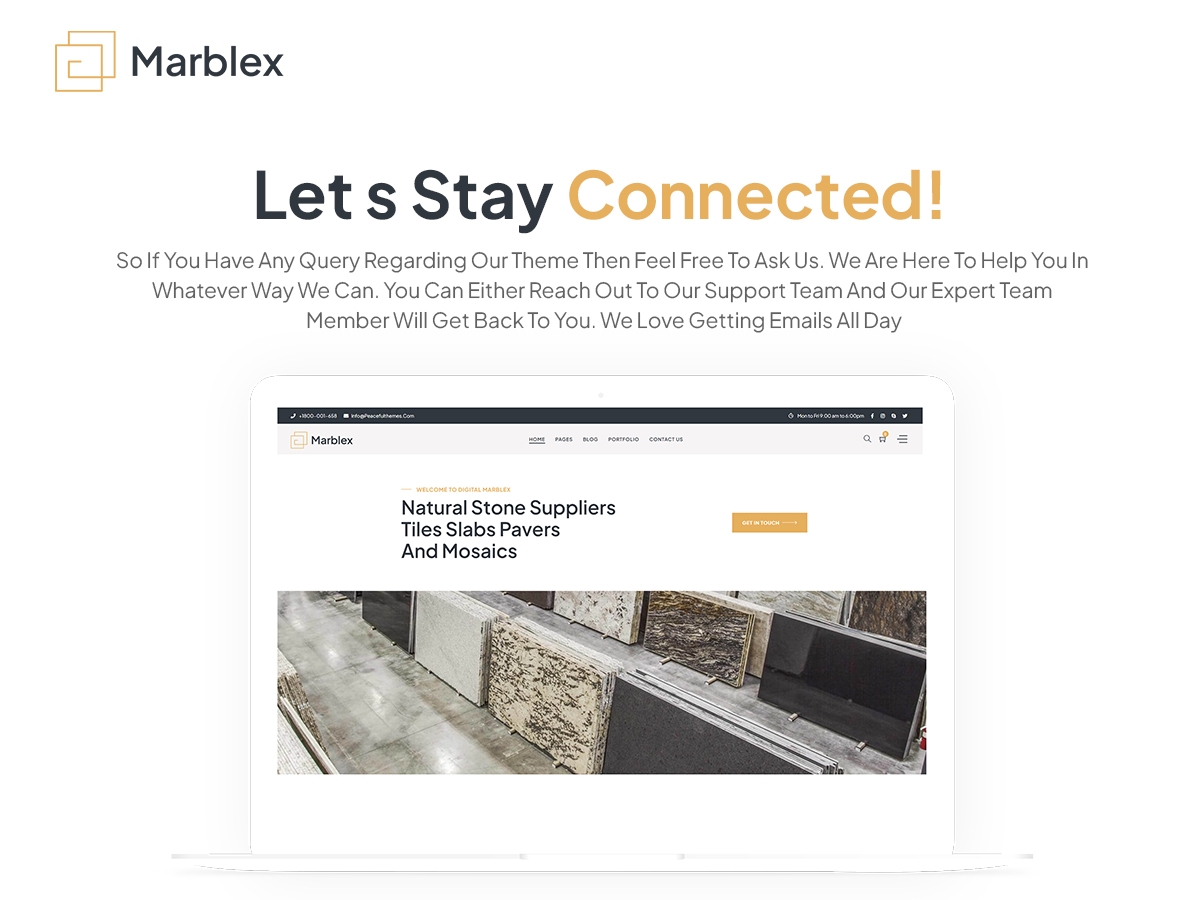 Marblex
Let s Stay Connected!
So If You Have Any Query Regarding Our Theme Then Feel Free To Ask Us. We Are Here To Help You In
Whatever Way We Can. You Can Either Reach Out To Our Support Team And Our Expert Team
Member Will Get Back To You. We Love Getting Emails All Day
+1800-001-658 Info@Peacefulthemes.Com Mon to Fri 9:00 am to 6:00pm
Marblex HOME PAGES BLOG PORTFOLIO CONTACT US
WELCOME TO DIGITAL MARBLEX
Natural Stone Suppliers
Tiles Slabs Pavers
And Mosaics
GET IN TOUCH